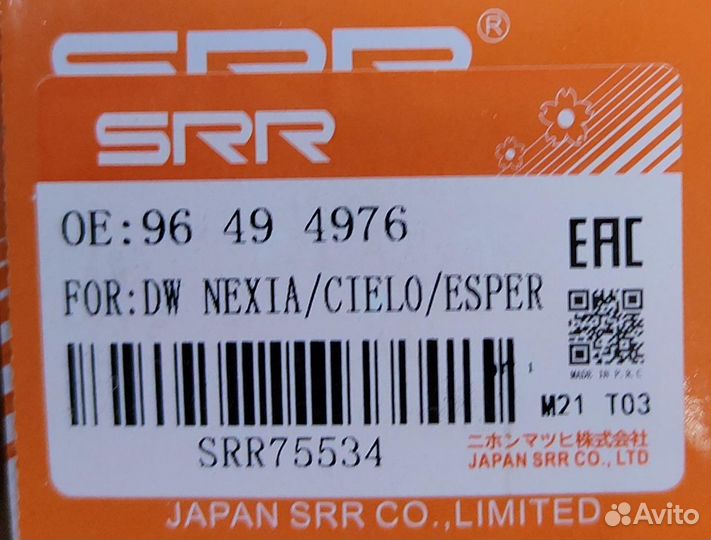 SRR®
SRR
OE:96 49 4976
EAC
FOR:DW NEXIA/CIELO/ESPER
MADE IN P.R.C
M21 T03
SRR75534
ニホンマツヒ株式会社
JAPAN SRR CO., LTD
JAPAN SRR CO.,LIMITED
Avito